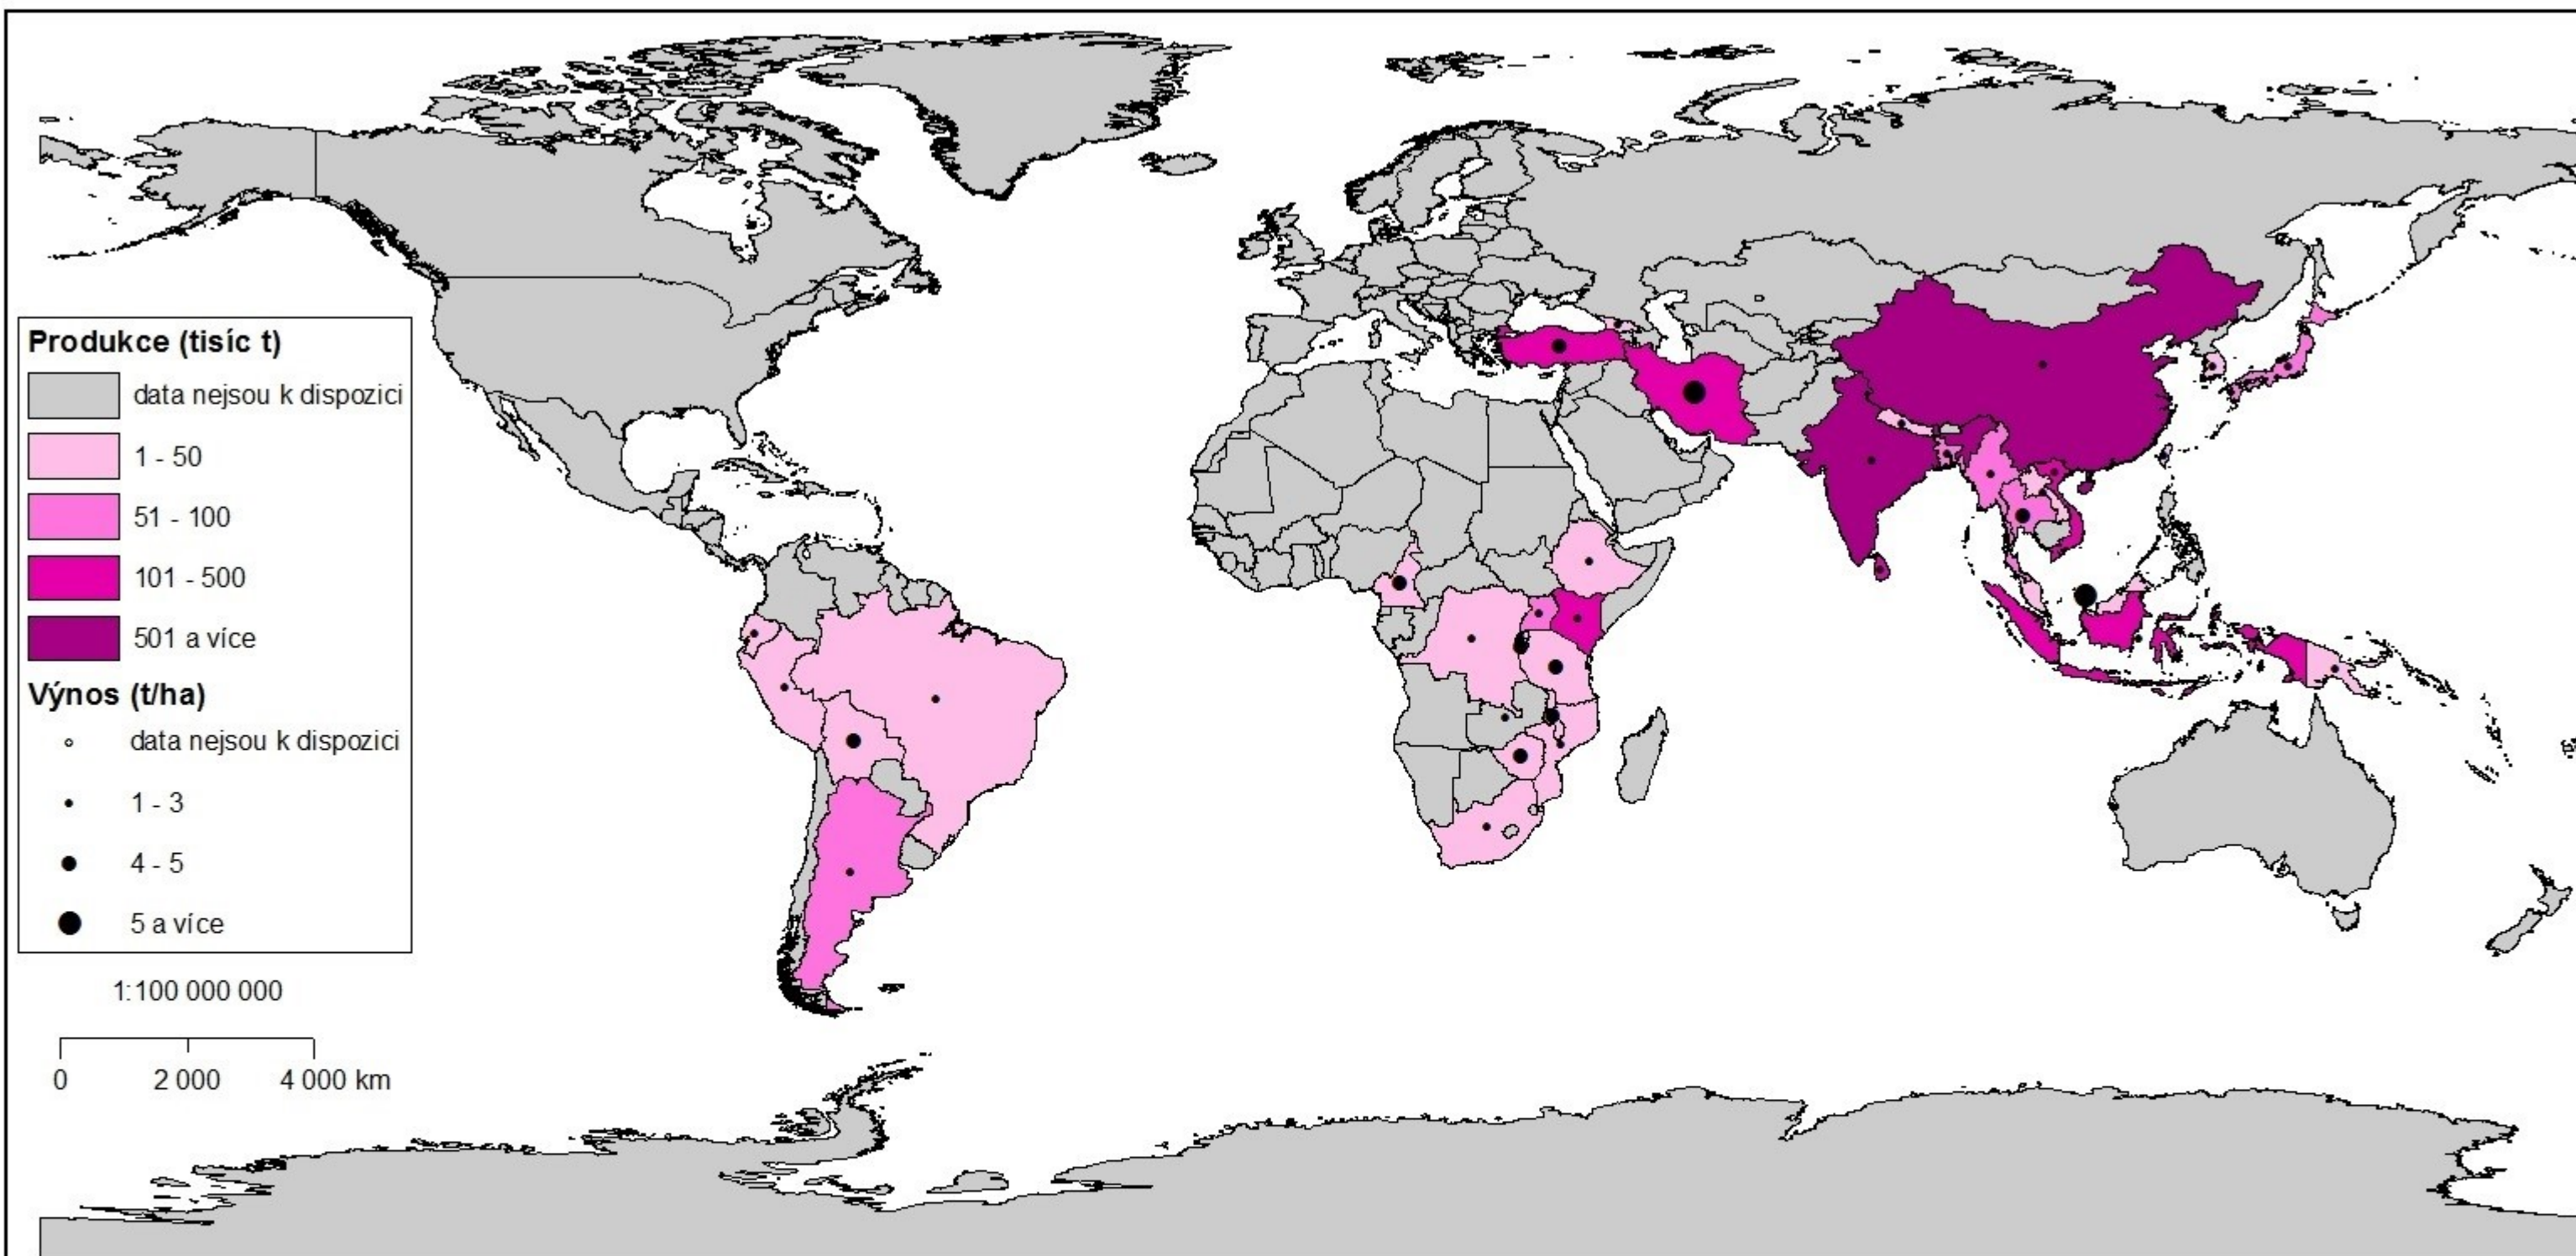 Produkce (tisíc t)
data nejsou k dispozici
1 - 50
51 - 100
101 - 500
501 a více
Výnos (t/ha)
data nejsou k dispozici
1 - 3
4 - 5
5 a více
1:100 000 000
0 2 000 4 000 km